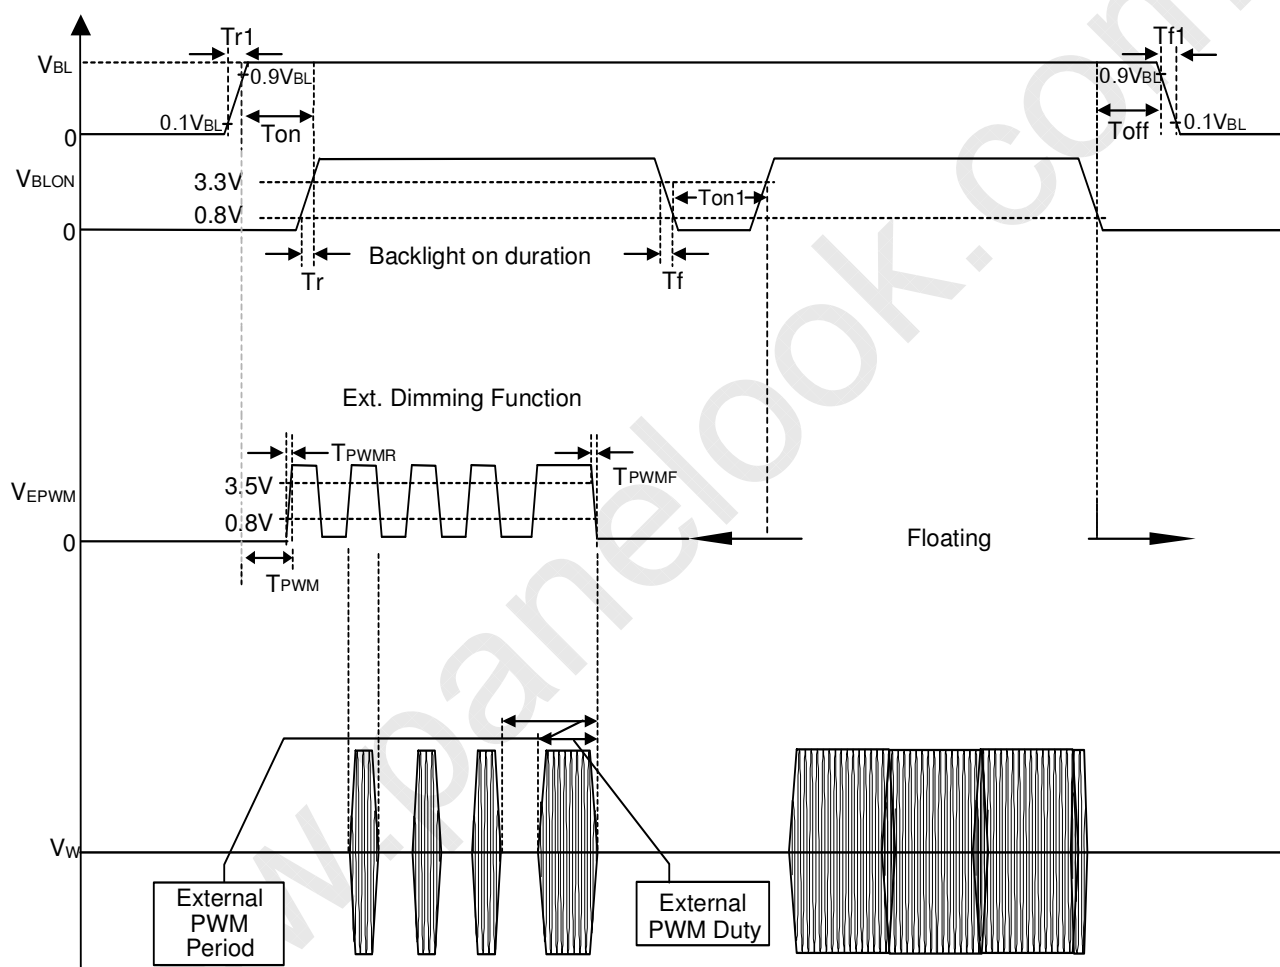 Tr1
Tf1
VBL
0.9VBL
0.9VBL
0.1VBL
Ton
Toff
0.1VBL
0
VBLON
3.3V
Ton1
0.8V
0
Backlight on duration
Tr
Tf
Ext. Dimming Function
TPWMR
TPWMF
VEPWM
3.5V
0.8V
0
Floating
TPWM
VW
External
PWM
Period
External
PWM Duty
w.panelook.com